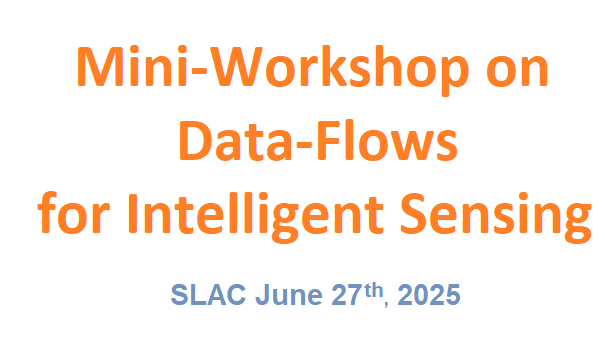 Mini-Workshop on
Data-Flows
for Intelligent Sensing
SLAC June 27th, 2025